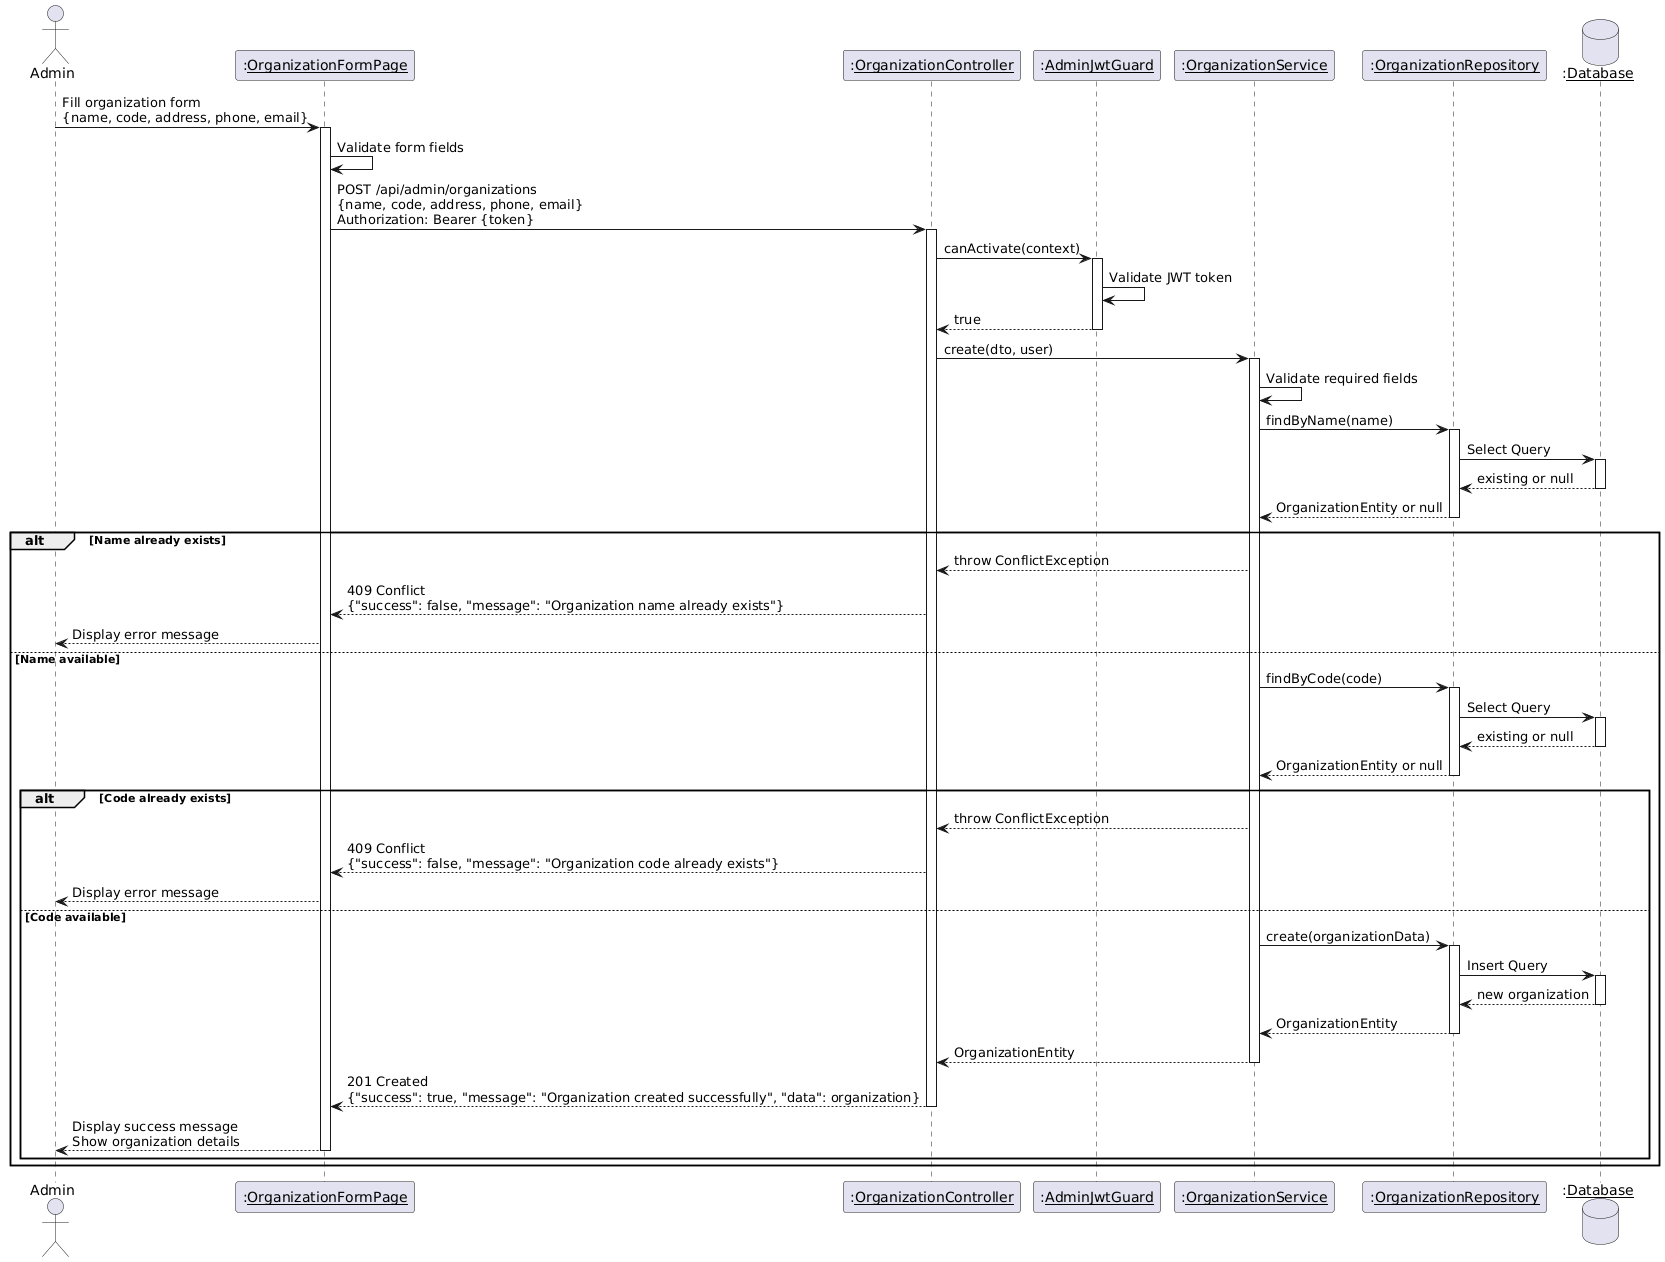 Admin
:OrganizationFormPage
:OrganizationController
:AdminJwtGuard
:OrganizationService
:OrganizationRepository
:Database
Fill organization form
{name, code, address, phone, email}
Validate form fields
POST /api/admin/organizations
{name, code, address, phone, email}
Authorization: Bearer {token}
canActivate(context)
Validate JWT token
true
create(dto, user)
Validate required fields
findByName(name)
Select Query
existing or null
OrganizationEntity or null
alt [Name already exists]
throw ConflictException
409 Conflict
{"success": false, "message": "Organization name already exists"}
Display error message
[Name available]
findByCode(code)
Select Query
existing or null
OrganizationEntity or null
alt [Code already exists]
throw ConflictException
409 Conflict
{"success": false, "message": "Organization code already exists"}
Display error message
[Code available]
create(organizationData)
Insert Query
new organization
OrganizationEntity
OrganizationEntity
201 Created
{"success": true, "message": "Organization created successfully", "data": organization}
Display success message
Show organization details
Admin
:OrganizationFormPage
:OrganizationController
:AdminJwtGuard
:OrganizationService
:OrganizationRepository
:Database